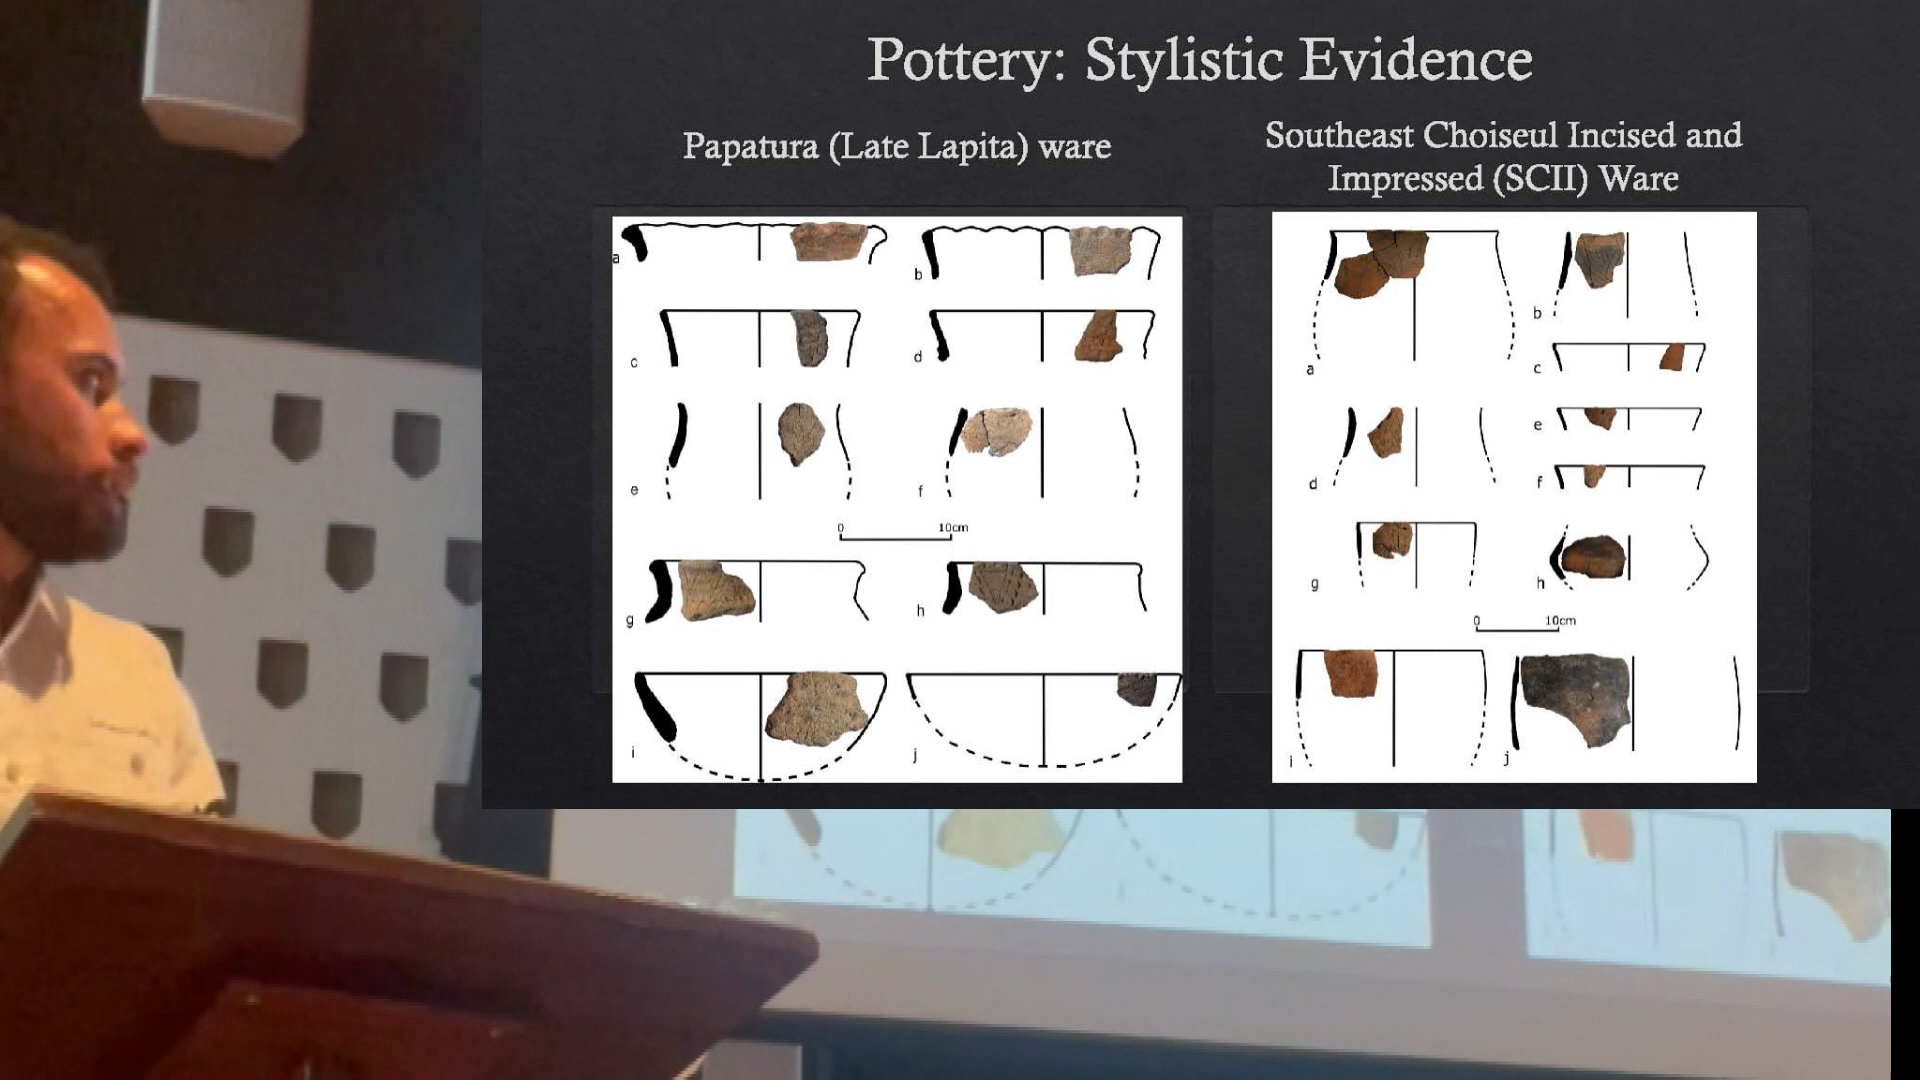 Pottery: Stylistic Evidence
Papatura (Late Lapita) ware
Southeast Choiseul Incised and
Impressed (SCII) Ware
a
b
c
d
e
f
0 10cm
g
h
i
j
a
b
c
d
e
f
g
h
0 10cm
i
j